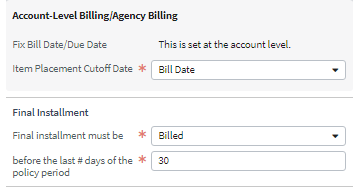 Account-Level Billing/Agency Billing
Fix Bill Date/Due Date This is set at the account level.
Item Placement Cutoff Date * Bill Date
Final Installment
Final installment must be * Billed
before the last # days of the * 30
policy period